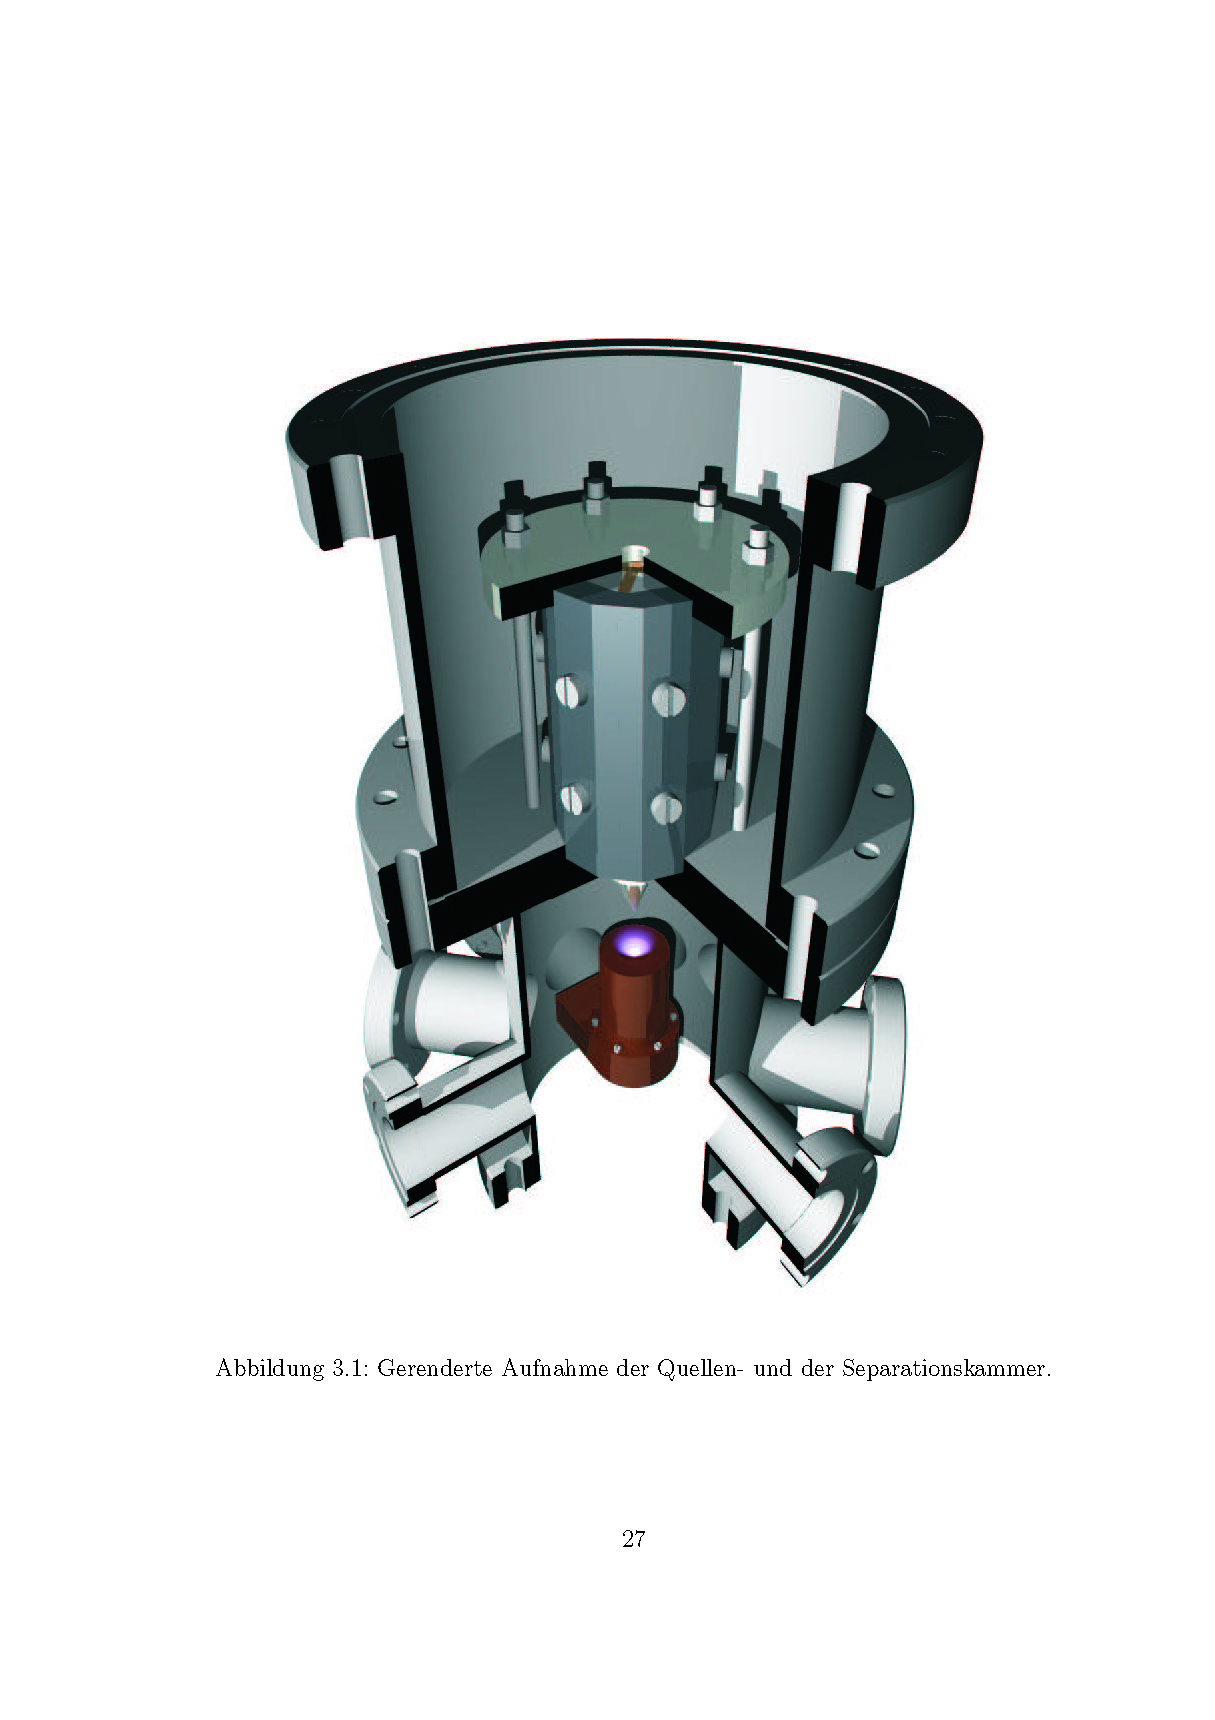 Abbildung 3.1: Gerenderte Aufnahme der Quellen- und der Separationskammer.
27